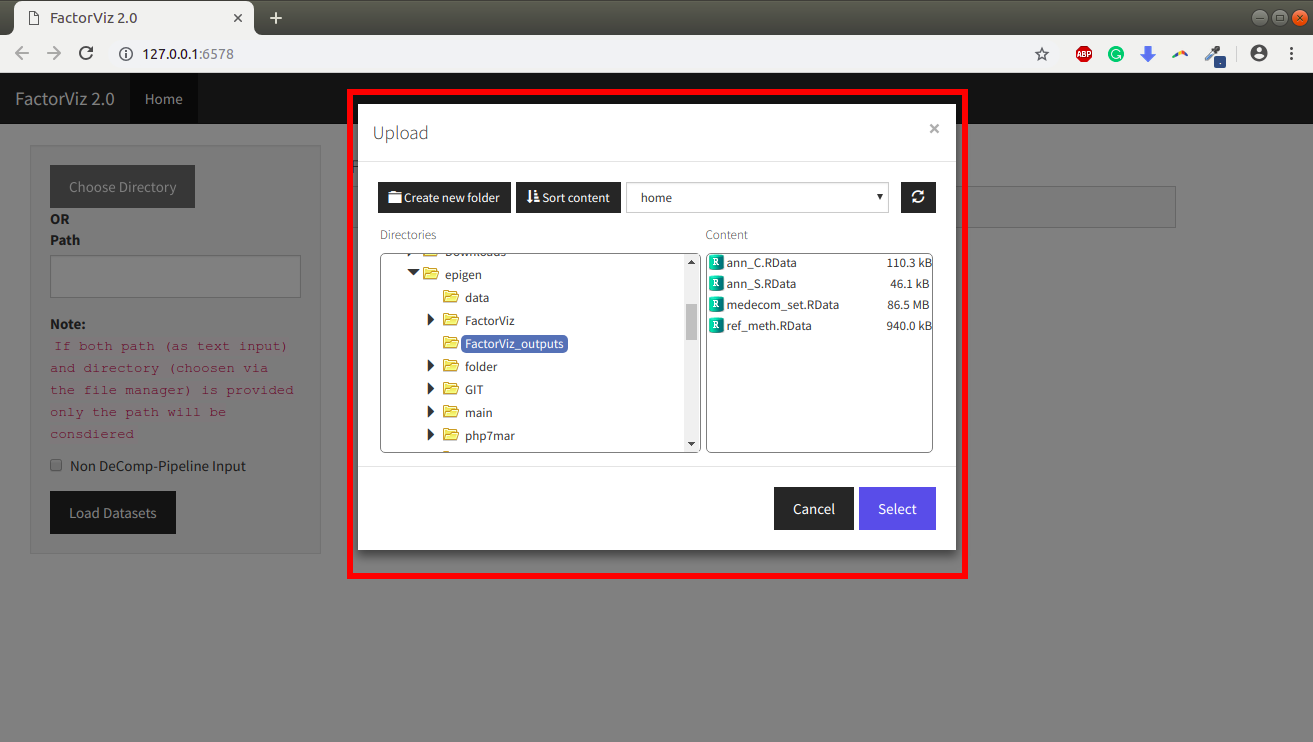 FactorViz 2.0
127.0.0.1:6578
ABP
FactorViz 2.0
Home
Choose Directory
OR
Path
Note:
If both path (as text input)
and directory (choosen via
the file manager) is provided
only the path will be
consdiered
Non DeComp-Pipeline Input
Load Datasets
Upload
×
Create new folder
Sort content
home
Directories
Content
Downloads
epigen
data
FactorViz
FactorViz_outputs
folder
GIT
main
php7mar
ann_C.RData 110.3 kB
ann_S.RData 46.1 kB
medecom_set.RData 86.5 MB
ref_meth.RData 940.0 kB
Cancel
Select